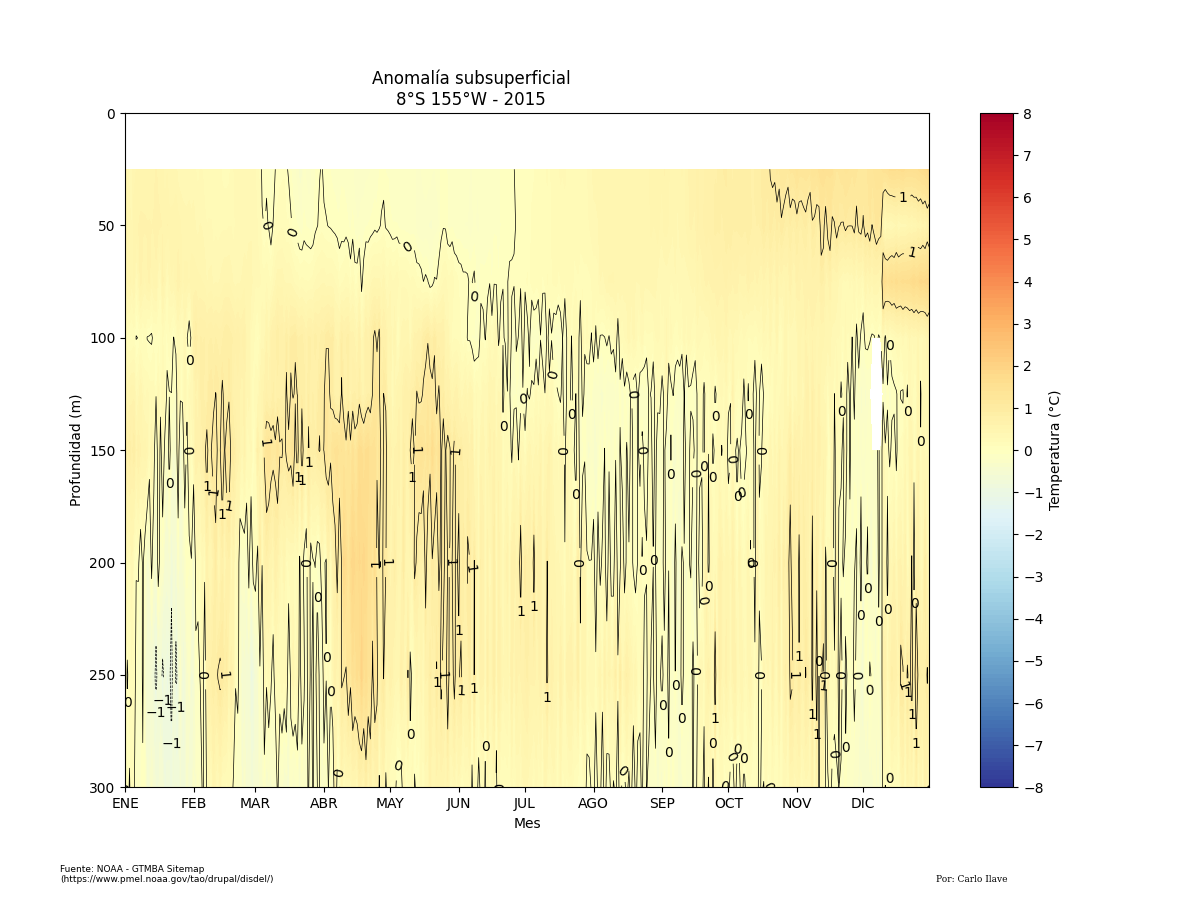 Anomalía subsuperficial
8°S 155°W - 2015
0
50
100
150
200
250
300
Profundidad (m)
ENE FEB MAR ABR MAY JUN JUL AGO SEP OCT NOV DIC
Mes
8
7
6
5
4
3
2
1
0
−1
−2
−3
−4
−5
−6
−7
−8
Temperatura (°C)
Fuente: NOAA - GTMBA Sitemap
(https://www.pmel.noaa.gov/tao/drupal/disdel/)
Por: Carlo Ilave